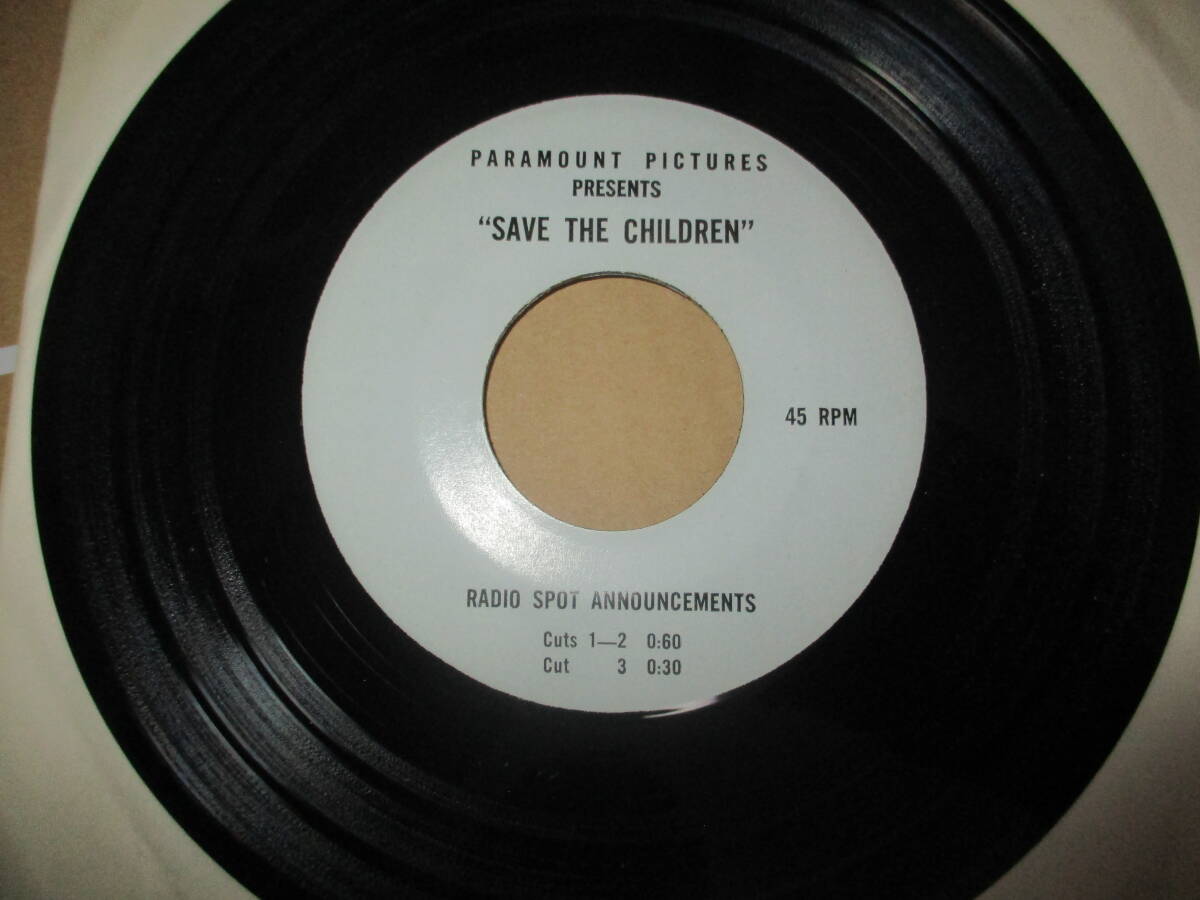 PARAMOUNT PICTURES
PRESENTS
“SAVE THE CHILDREN”
45 RPM
RADIO SPOT ANNOUNCEMENTS
Cuts 1—2 0:60
Cut 3 0:30